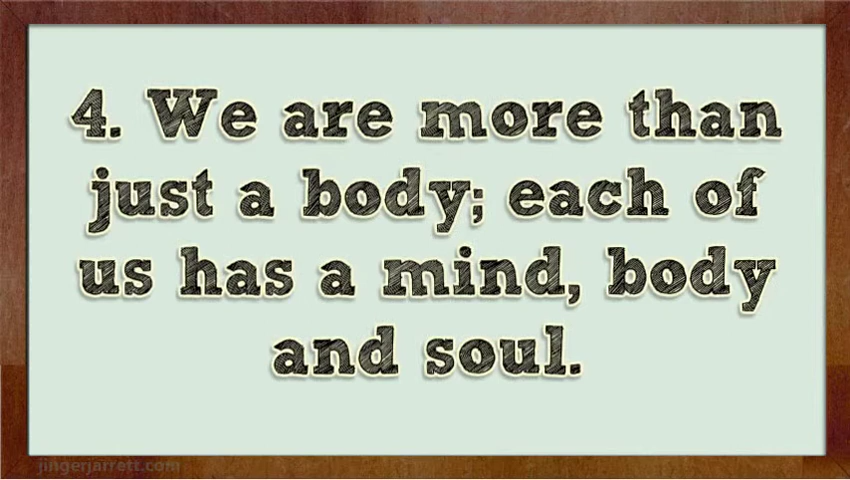 4. We are more than
just a body; each of
us has a mind, body
and soul.
jingerjarrett.com